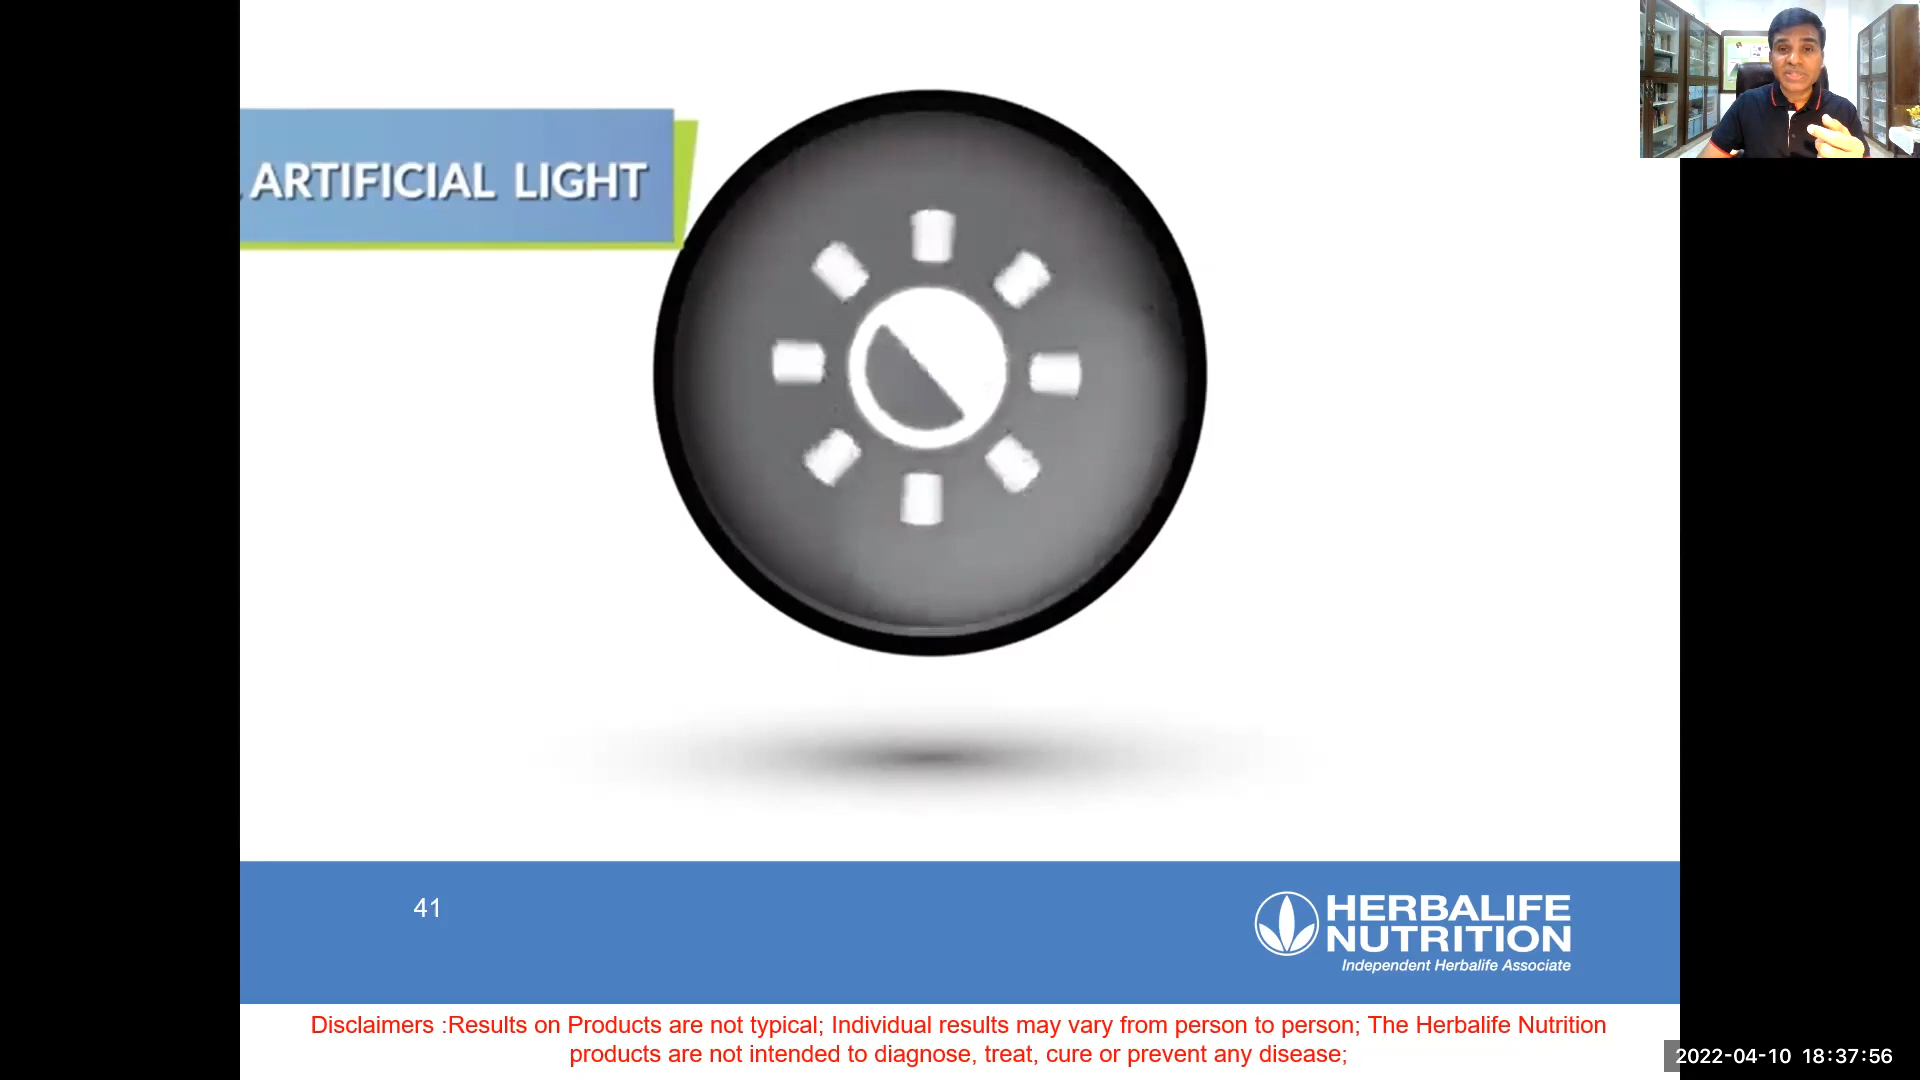 ARTIFICIAL LIGHT
41
HERBALIFE
NUTRITION
Independent Herbalife Associate
Disclaimers :Results on Products are not typical; Individual results may vary from person to person; The Herbalife Nutrition
products are not intended to diagnose, treat, cure or prevent any disease;
2022-04-10 18:37:56